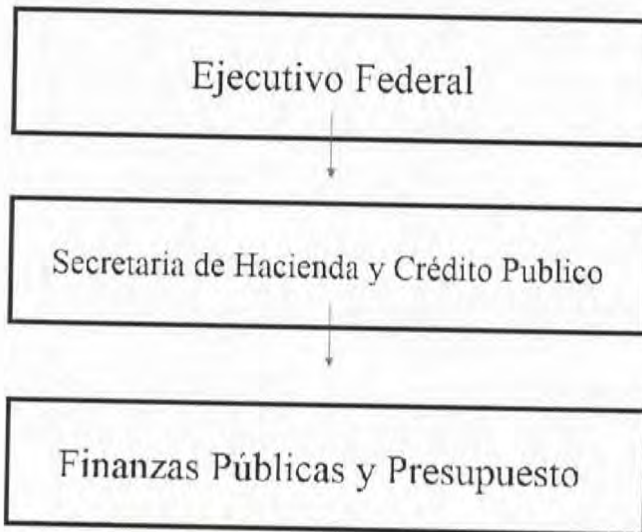 Ejecutivo Federal
Secretaria de Hacienda y Crédito Publico
Finanzas Públicas y Presupuesto